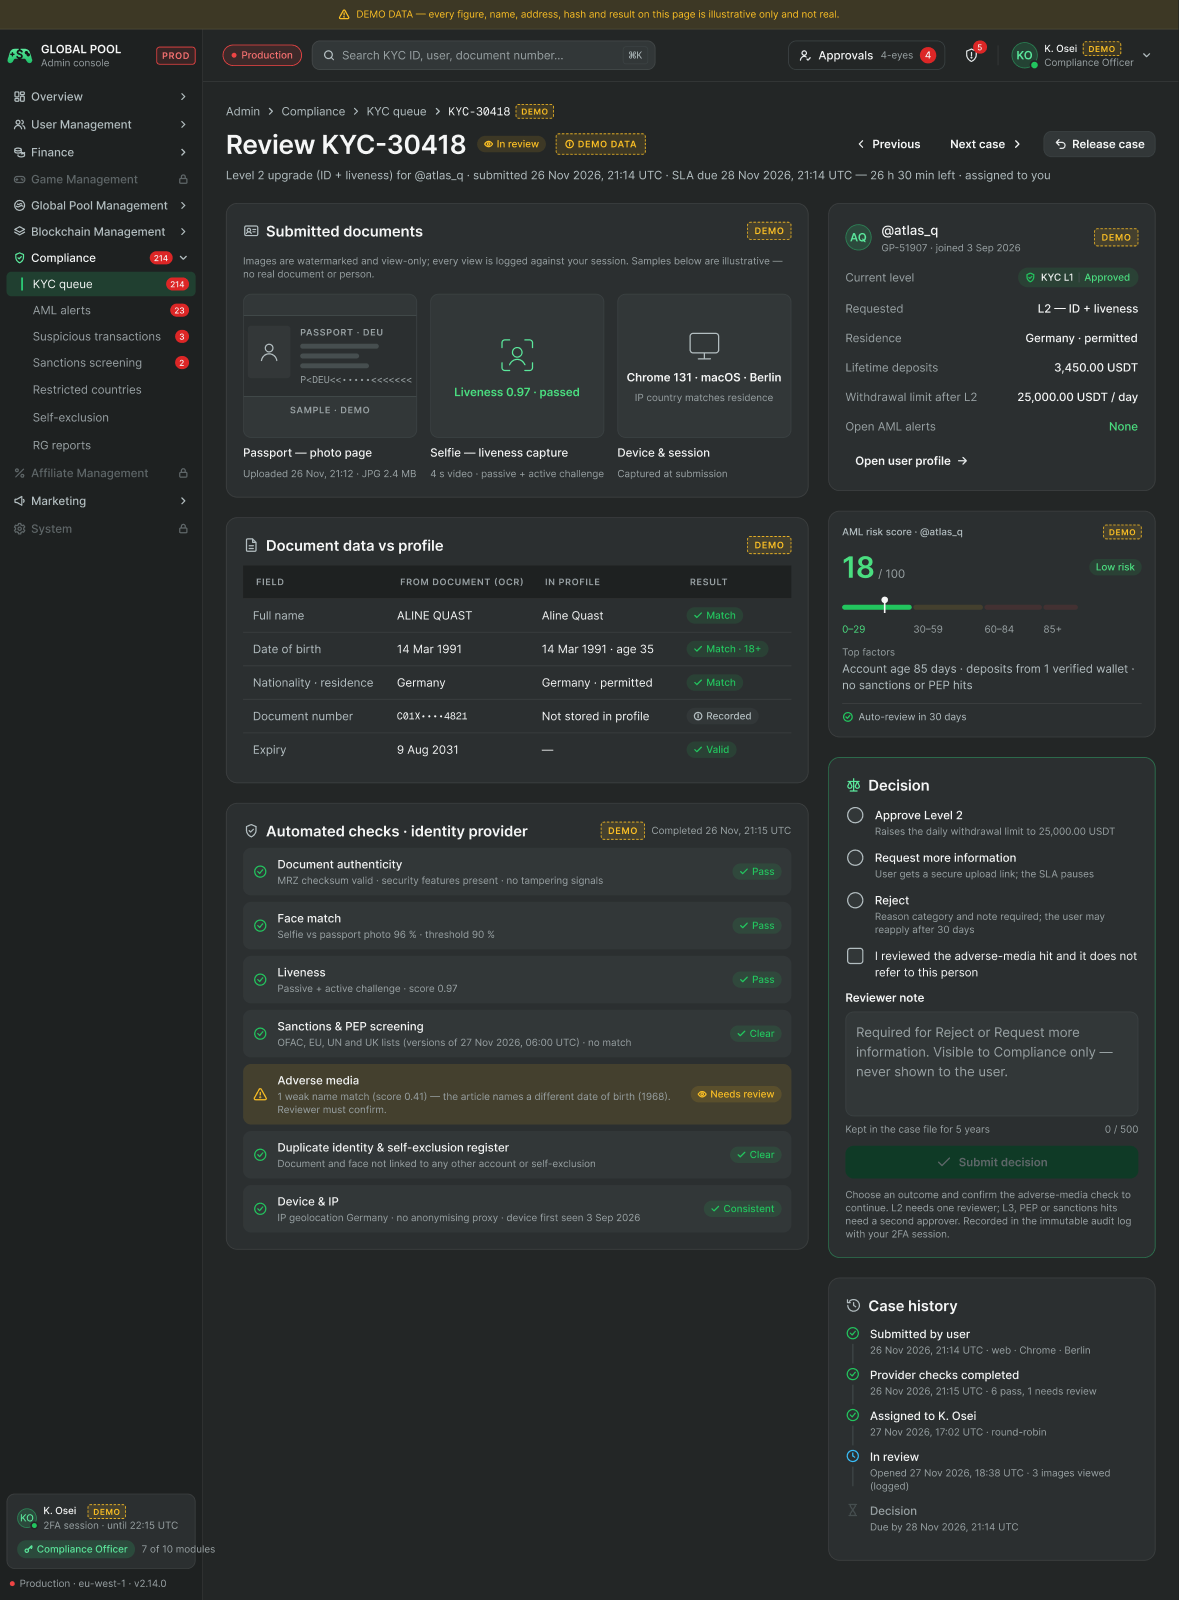 DEMO DATA — every figure, name, address, hash and result on this page is illustrative only and not real.
GLOBAL POOL
Admin console
PROD
Overview
User Management
Finance
Game Management
Global Pool Management
Blockchain Management
Compliance 214
KYC queue 214
AML alerts 23
Suspicious transactions 3
Sanctions screening 2
Restricted countries
Self-exclusion
RG reports
Affiliate Management
Marketing
System
K. Osei DEMO
2FA session · until 22:15 UTC
Compliance Officer 7 of 10 modules
Production · eu-west-1 · v2.14.0
Production
Search KYC ID, user, document number... ⌘K
Approvals 4-eyes 4
5
KO
K. Osei DEMO
Compliance Officer
Admin > Compliance > KYC queue > KYC-30418 DEMO
Review KYC-30418 In review DEMO DATA
Previous Next case Release case
Level 2 upgrade (ID + liveness) for @atlas_q · submitted 26 Nov 2026, 21:14 UTC · SLA due 28 Nov 2026, 21:14 UTC — 26 h 30 min left · assigned to you
Submitted documents DEMO
Images are watermarked and view-only; every view is logged against your session. Samples below are illustrative —
no real document or person.
PASSPORT · DEU
P<DEU<<·····<<<<<<<
SAMPLE · DEMO
Passport — photo page
Uploaded 26 Nov, 21:12 · JPG 2.4 MB
Liveness 0.97 · passed
Selfie — liveness capture
4 s video · passive + active challenge
Chrome 131 · macOS · Berlin
IP country matches residence
Device & session
Captured at submission
Document data vs profile DEMO
FIELD FROM DOCUMENT (OCR) IN PROFILE RESULT
Full name ALINE QUAST Aline Quast Match
Date of birth 14 Mar 1991 14 Mar 1991 · age 35 Match · 18+
Nationality · residence Germany Germany · permitted Match
Document number C01X····4821 Not stored in profile Recorded
Expiry 9 Aug 2031 — Valid
Automated checks · identity provider DEMO Completed 26 Nov, 21:15 UTC
Document authenticity
MRZ checksum valid · security features present · no tampering signals
Pass
Face match
Selfie vs passport photo 96 % · threshold 90 %
Pass
Liveness
Passive + active challenge · score 0.97
Pass
Sanctions & PEP screening
OFAC, EU, UN and UK lists (versions of 27 Nov 2026, 06:00 UTC) · no match
Clear
Adverse media
1 weak name match (score 0.41) — the article names a different date of birth (1968).
Reviewer must confirm.
Needs review
Duplicate identity & self-exclusion register
Document and face not linked to any other account or self-exclusion
Clear
Device & IP
IP geolocation Germany · no anonymising proxy · device first seen 3 Sep 2026
Consistent
AQ
@atlas_q
GP-51907 · joined 3 Sep 2026
DEMO
Current level KYC L1 Approved
Requested L2 — ID + liveness
Residence Germany · permitted
Lifetime deposits 3,450.00 USDT
Withdrawal limit after L2 25,000.00 USDT / day
Open AML alerts None
Open user profile
AML risk score · @atlas_q DEMO
18 / 100 Low risk
0–29 30–59 60–84 85+
Top factors
Account age 85 days · deposits from 1 verified wallet ·
no sanctions or PEP hits
Auto-review in 30 days
Decision
Approve Level 2
Raises the daily withdrawal limit to 25,000.00 USDT
Request more information
User gets a secure upload link; the SLA pauses
Reject
Reason category and note required; the user may
reapply after 30 days
I reviewed the adverse-media hit and it does not
refer to this person
Reviewer note
Required for Reject or Request more
information. Visible to Compliance only —
never shown to the user.
Kept in the case file for 5 years 0 / 500
Submit decision
Choose an outcome and confirm the adverse-media check to
continue. L2 needs one reviewer; L3, PEP or sanctions hits
need a second approver. Recorded in the immutable audit log
with your 2FA session.
Case history
Submitted by user
26 Nov 2026, 21:14 UTC · web · Chrome · Berlin
Provider checks completed
26 Nov 2026, 21:15 UTC · 6 pass, 1 needs review
Assigned to K. Osei
27 Nov 2026, 17:02 UTC · round-robin
In review
Opened 27 Nov 2026, 18:38 UTC · 3 images viewed
(logged)
Decision
Due by 28 Nov 2026, 21:14 UTC